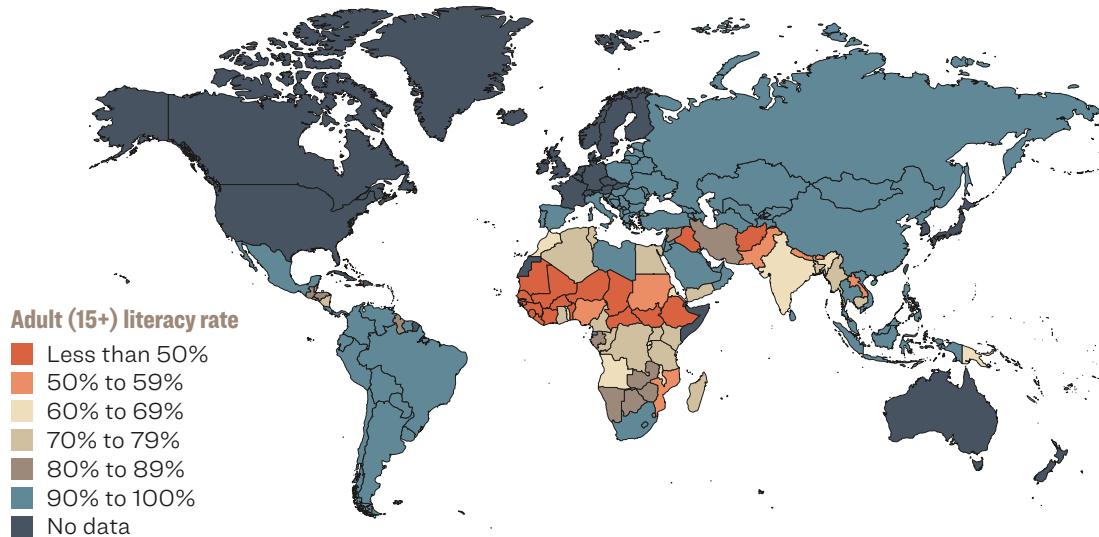 Adult (15+) literacy rate
Less than 50%
50% to 59%
60% to 69%
70% to 79%
80% to 89%
90% to 100%
No data